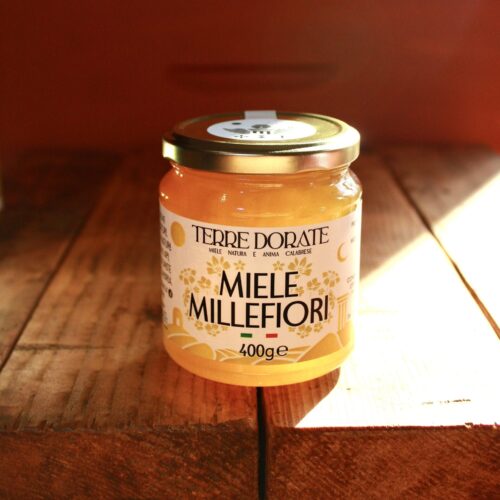 TERRE DORATE
MIELE NATURA E ANIMA CALABRESE
MIELE
MILLEFIORI
400g℮